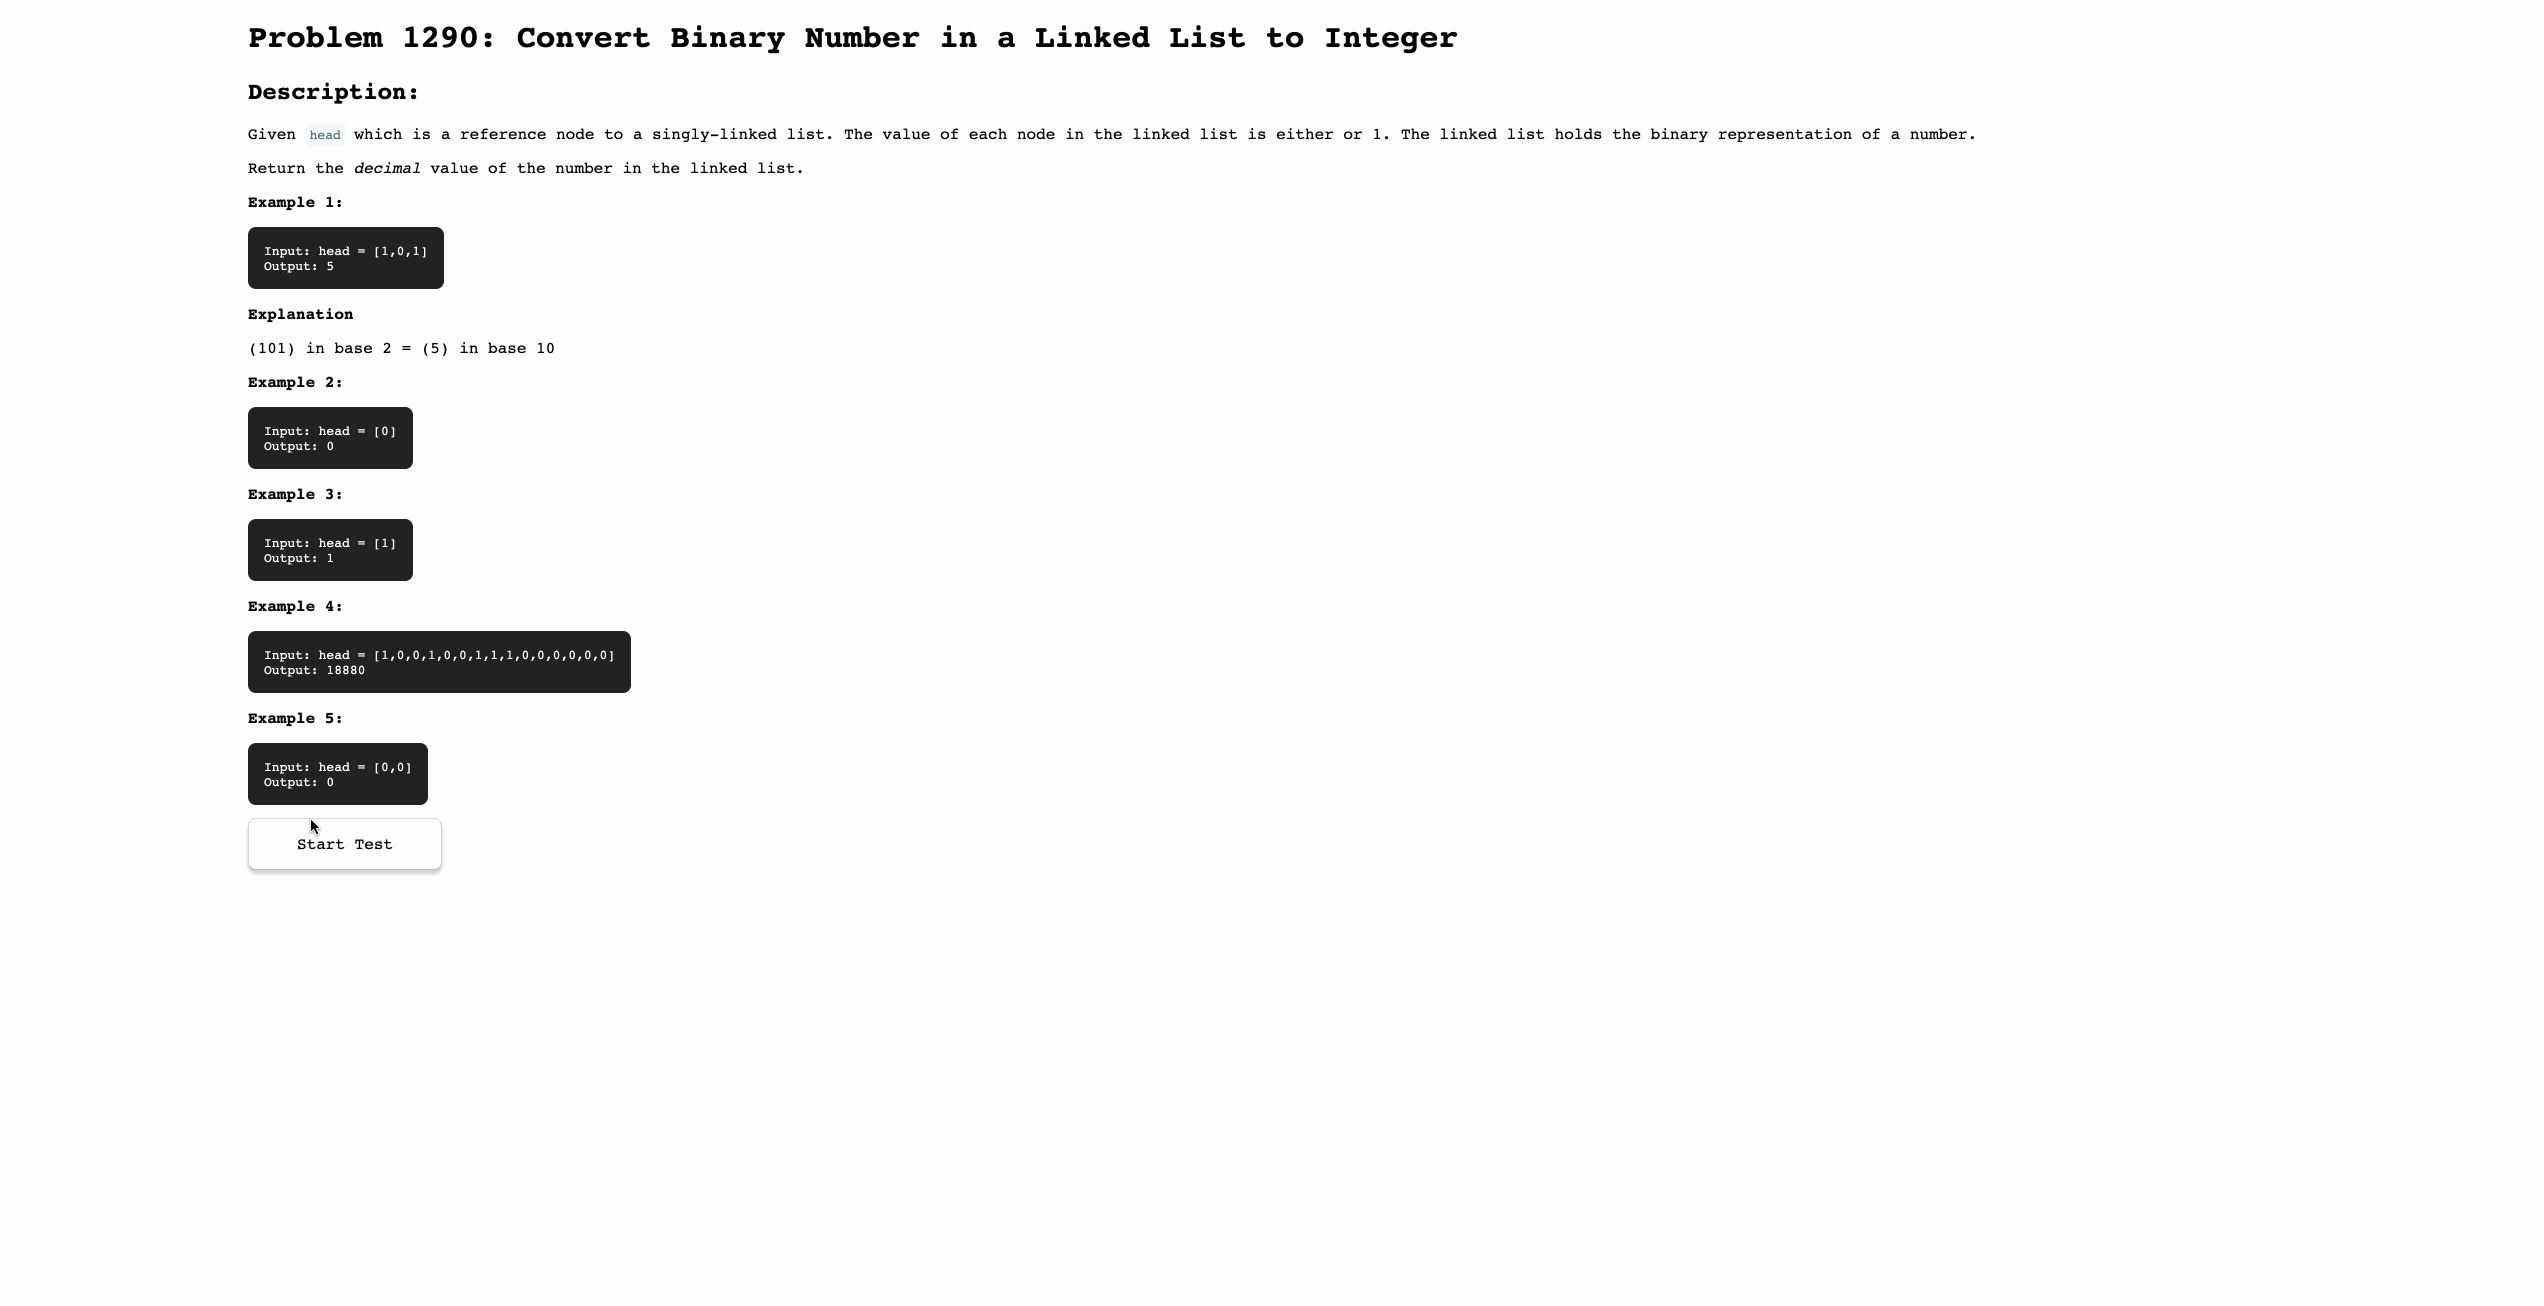 Problem 1290: Convert Binary Number in a Linked List to Integer
Description:
Given head which is a reference node to a singly-linked list. The value of each node in the linked list is either or 1. The linked list holds the binary representation of a number.
Return the decimal value of the number in the linked list.
Example 1:
Input: head = [1,0,1]
Output: 5
Explanation
(101) in base 2 = (5) in base 10
Example 2:
Input: head = [0]
Output: 0
Example 3:
Input: head = [1]
Output: 1
Example 4:
Input: head = [1,0,0,1,0,0,1,1,1,0,0,0,0,0,0]
Output: 18880
Example 5:
Input: head = [0,0]
Output: 0
Start Test